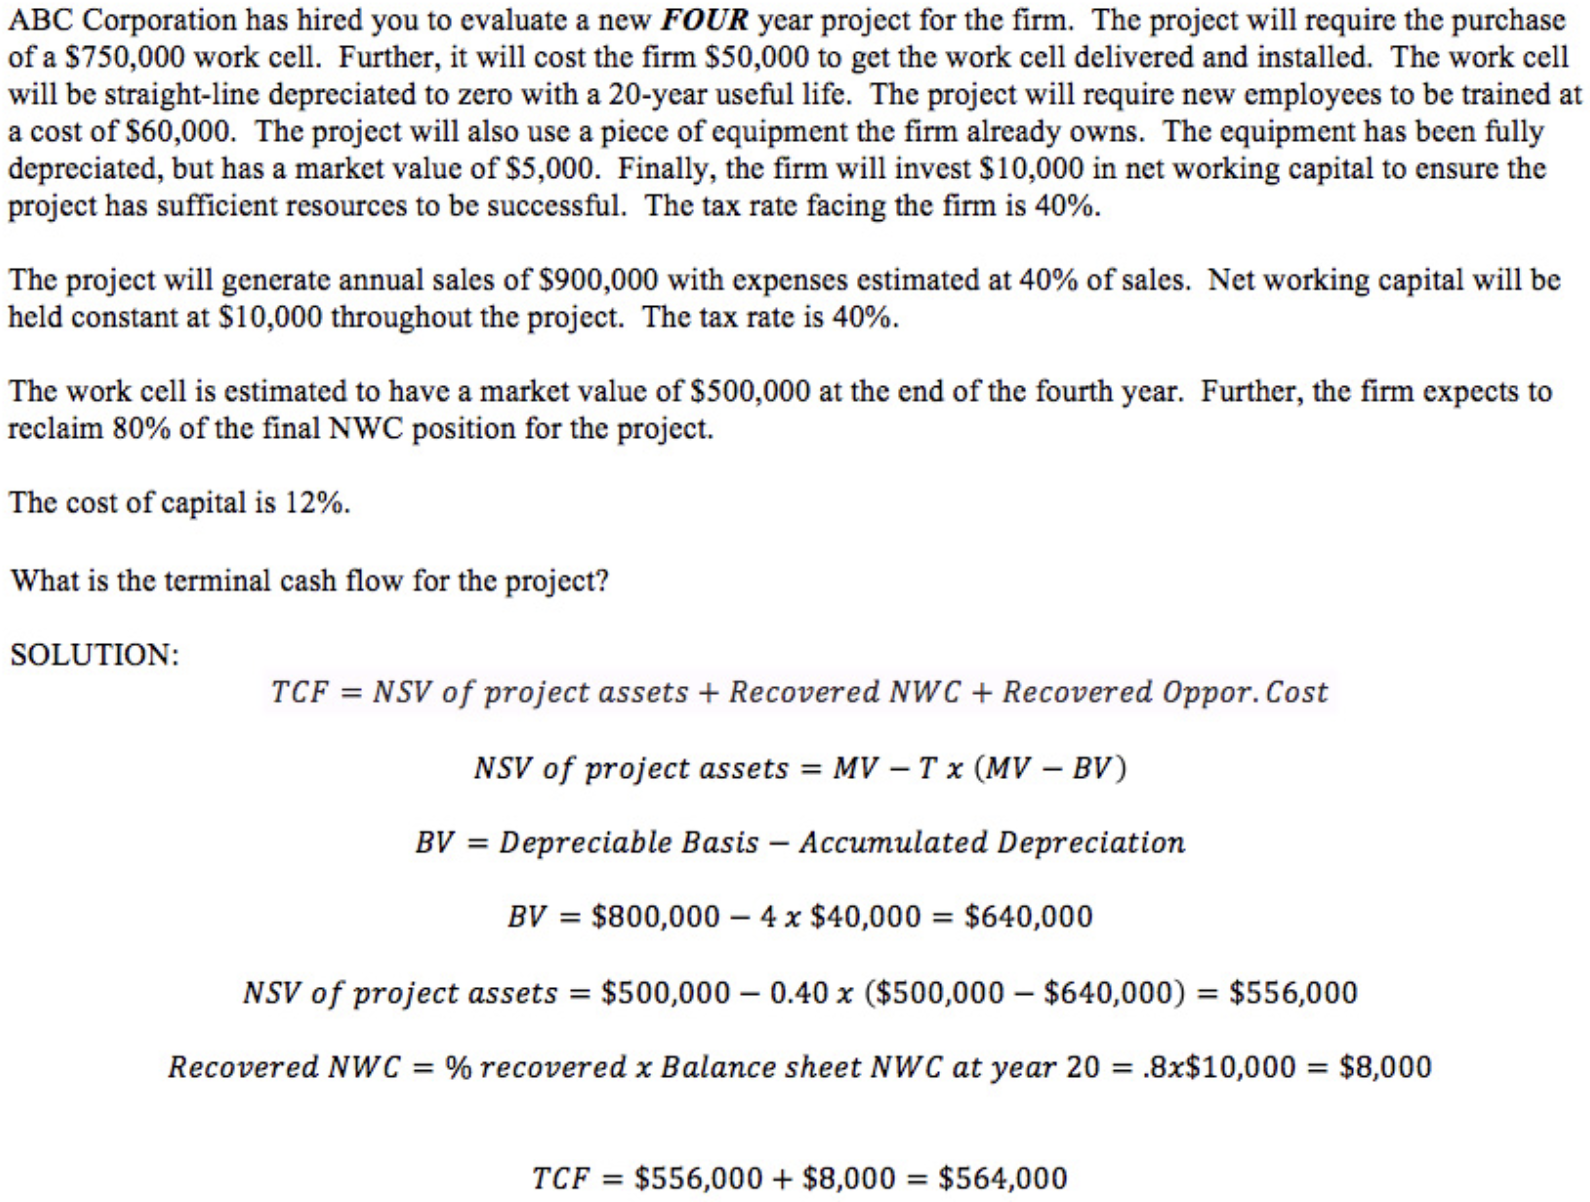 ABC Corporation has hired you to evaluate a new FOUR year project for the firm.  The project will require the purchase
of a $750,000 work cell.  Further, it will cost the firm $50,000 to get the work cell delivered and installed.  The work cell
will be straight-line depreciated to zero with a 20-year useful life.  The project will require new employees to be trained at
a cost of $60,000.  The project will also use a piece of equipment the firm already owns.  The equipment has been fully
depreciated, but has a market value of $5,000.  Finally, the firm will invest $10,000 in net working capital to ensure the
project has sufficient resources to be successful.  The tax rate facing the firm is 40%.
The project will generate annual sales of $900,000 with expenses estimated at 40% of sales.  Net working capital will be
held constant at $10,000 throughout the project.  The tax rate is 40%.
The work cell is estimated to have a market value of $500,000 at the end of the fourth year.  Further, the firm expects to
reclaim 80% of the final NWC position for the project.
The cost of capital is 12%.
What is the terminal cash flow for the project?
SOLUTION:
TCF = NSV of project assets + Recovered NWC + Recovered Oppor. Cost
NSV of project assets = MV − T x (MV − BV)
BV = Depreciable Basis − Accumulated Depreciation
BV = $800,000 − 4 x $40,000 = $640,000
NSV of project assets = $500,000 − 0.40 x ($500,000 − $640,000) = $556,000
Recovered NWC = % recovered x Balance sheet NWC at year 20 = .8x$10,000 = $8,000
TCF = $556,000 + $8,000 = $564,000